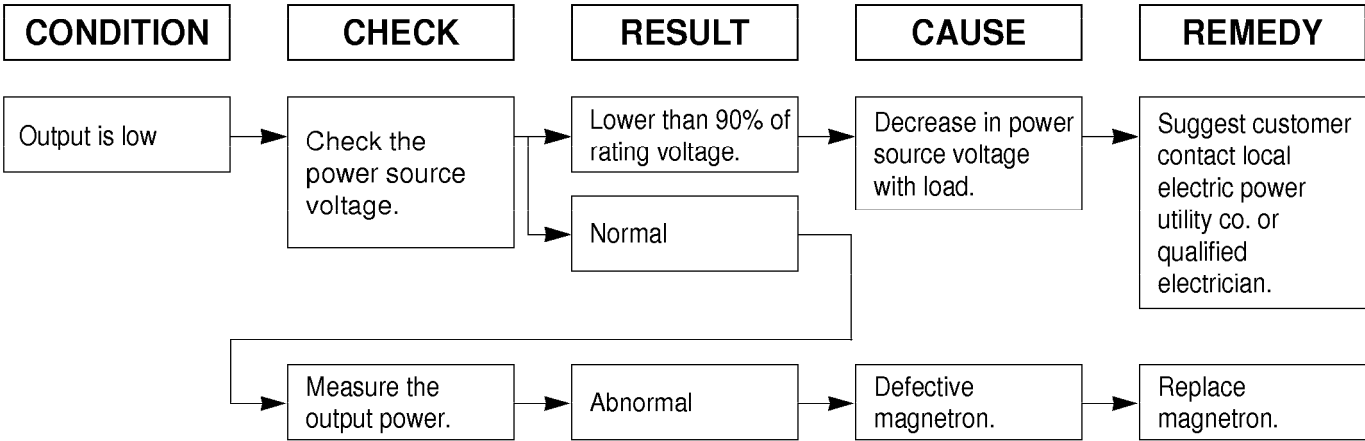 CONDITION
CHECK
RESULT
CAUSE
REMEDY
Output is low
Check the
power source
voltage.
Lower than 90% of
rating voltage.
Decrease in power
source voltage
with load.
Suggest customer
contact local
electric power
utility co. or
qualified
electrician.
Normal
Measure the
output power.
Abnormal
Defective
magnetron.
Replace
magnetron.